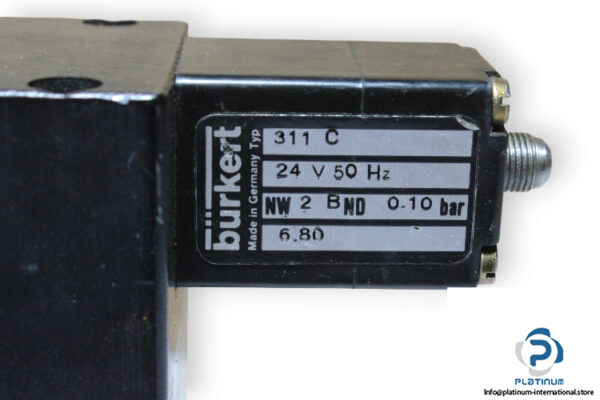 bürkert
Made in Germany Typ
311 C
24 V 50 Hz
NW 2 B ND 0-10 bar
6.80
PLATINUM
Info@platinum-international.store